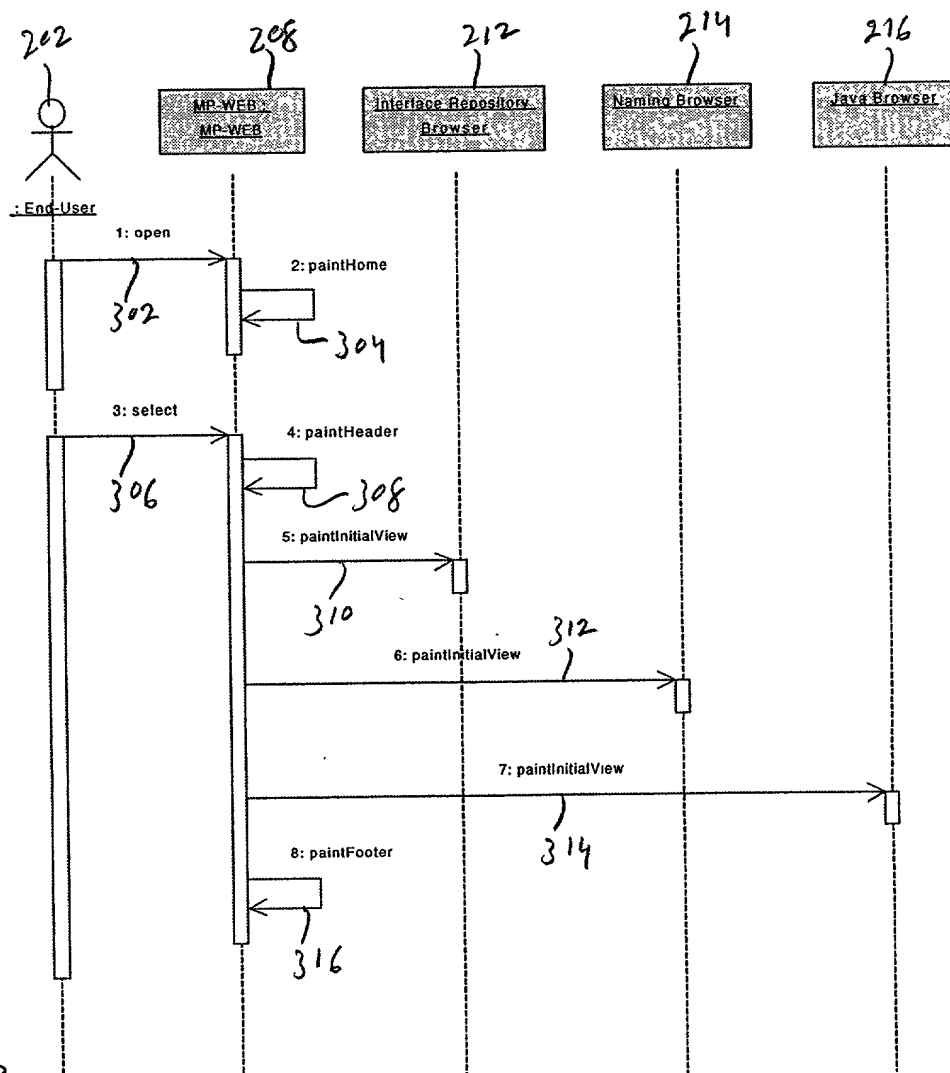 202
208
212
214
216
MP-WEB :
MP-WEB
Interface Repository
Browser
Naming Browser
Java Browser
: End-User
1: open
302
2: paintHome
304
3: select
306
4: paintHeader
308
5: paintInitialView
310
312
6: paintInitialView
7: paintInitialView
314
8: paintFooter
316